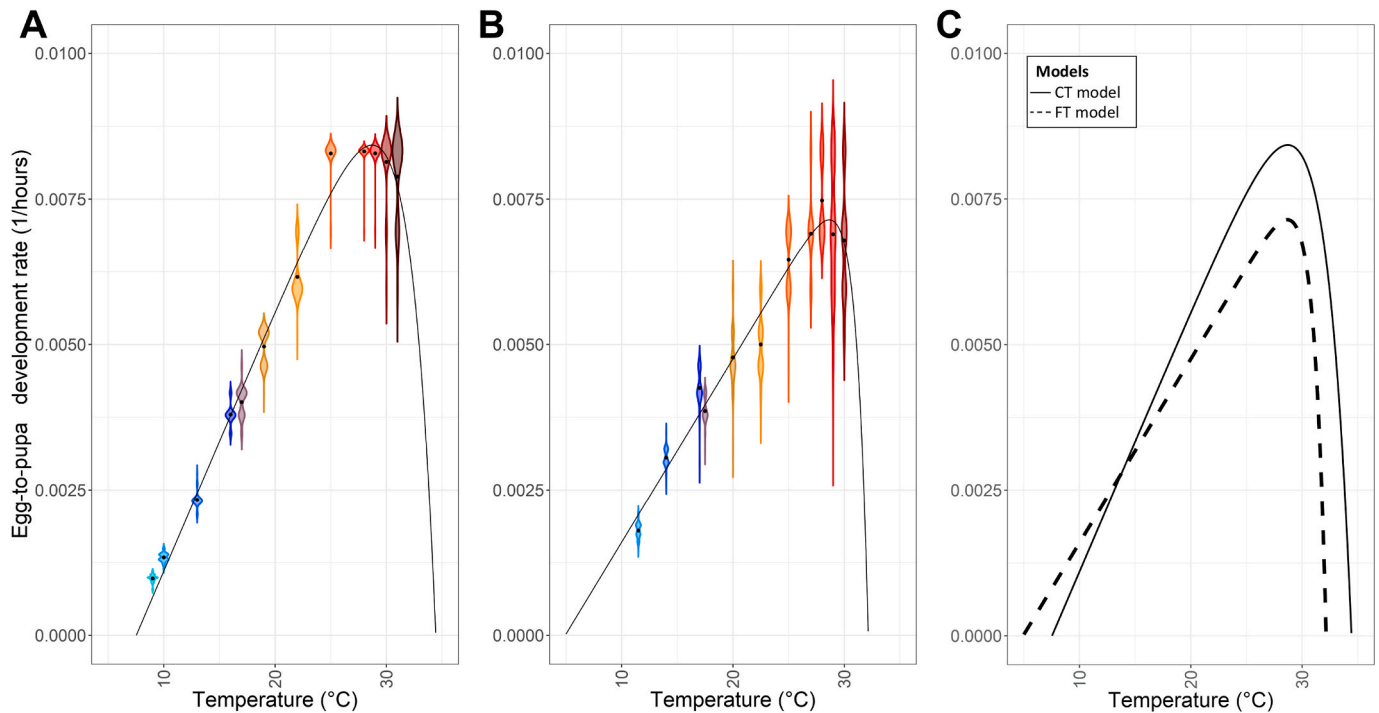 A
B
C
Egg-to-pupa development rate (1/hours)
0.0100
0.0075
0.0050
0.0025
0.0000
10
20
30
Temperature (°C)
0.0100
0.0075
0.0050
0.0025
0.0000
10
20
30
Temperature (°C)
0.0100
0.0075
0.0050
0.0025
0.0000
Models
CT model
FT model
10
20
30
Temperature (°C)